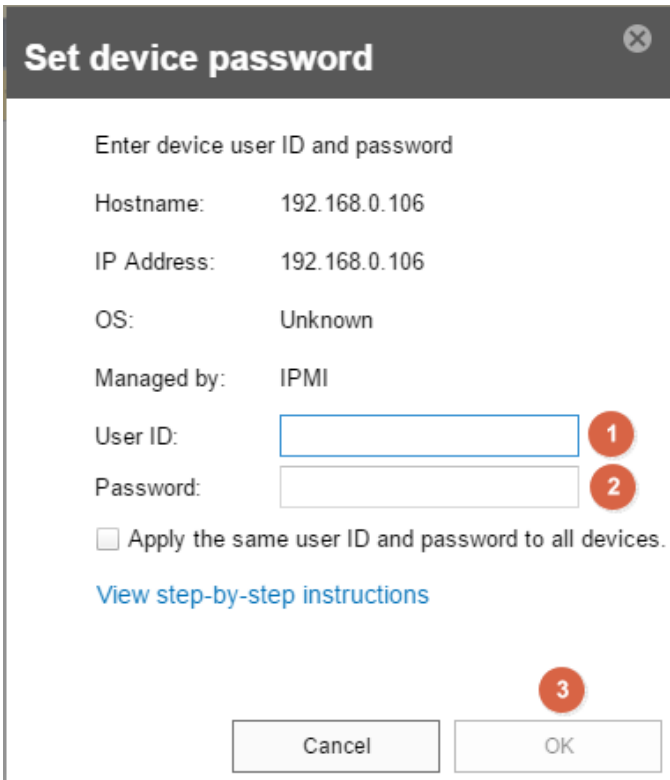 Set device password
Enter device user ID and password
Hostname: 192.168.0.106
IP Address: 192.168.0.106
OS: Unknown
Managed by: IPMI
User ID: 1
Password: 2
Apply the same user ID and password to all devices.
View step-by-step instructions
3
Cancel OK